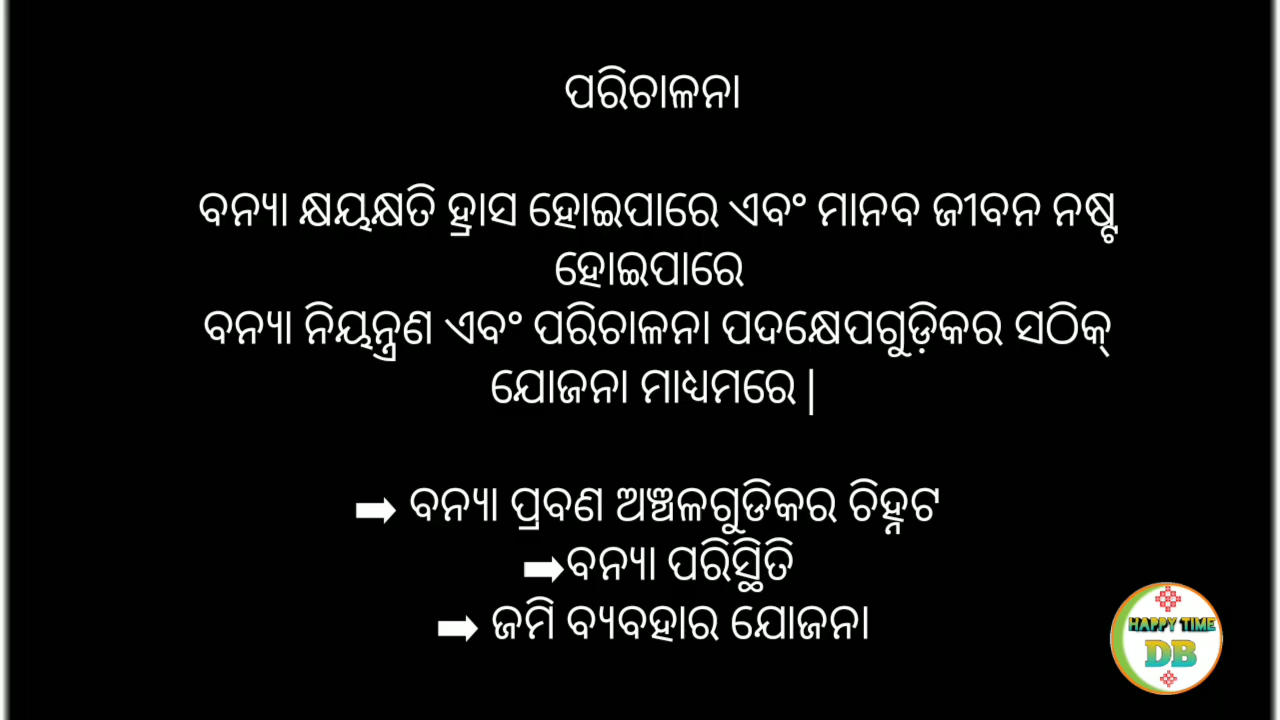 ପରିଚାଳନା
ବନ୍ୟା କ୍ଷୟକ୍ଷତି ହ୍ରାସ ହୋଇପାରେ ଏବଂ ମାନବ ଜୀବନ ନଷ୍ଟ
ହୋଇପାରେ
ବନ୍ୟା ନିୟନ୍ତ୍ରଣ ଏବଂ ପରିଚାଳନା ପଦକ୍ଷେପଗୁଡ଼ିକର ସଠିକ୍
ଯୋଜନା ମାଧ୍ୟମରେ |
➡ ବନ୍ୟା ପ୍ରବଣ ଅଞ୍ଚଳଗୁଡିକର ଚିହ୍ନଟ
➡ବନ୍ୟା ପରିସ୍ଥିତି
➡ ଜମି ବ୍ୟବହାର ଯୋଜନା
HAPPY TIME
DB